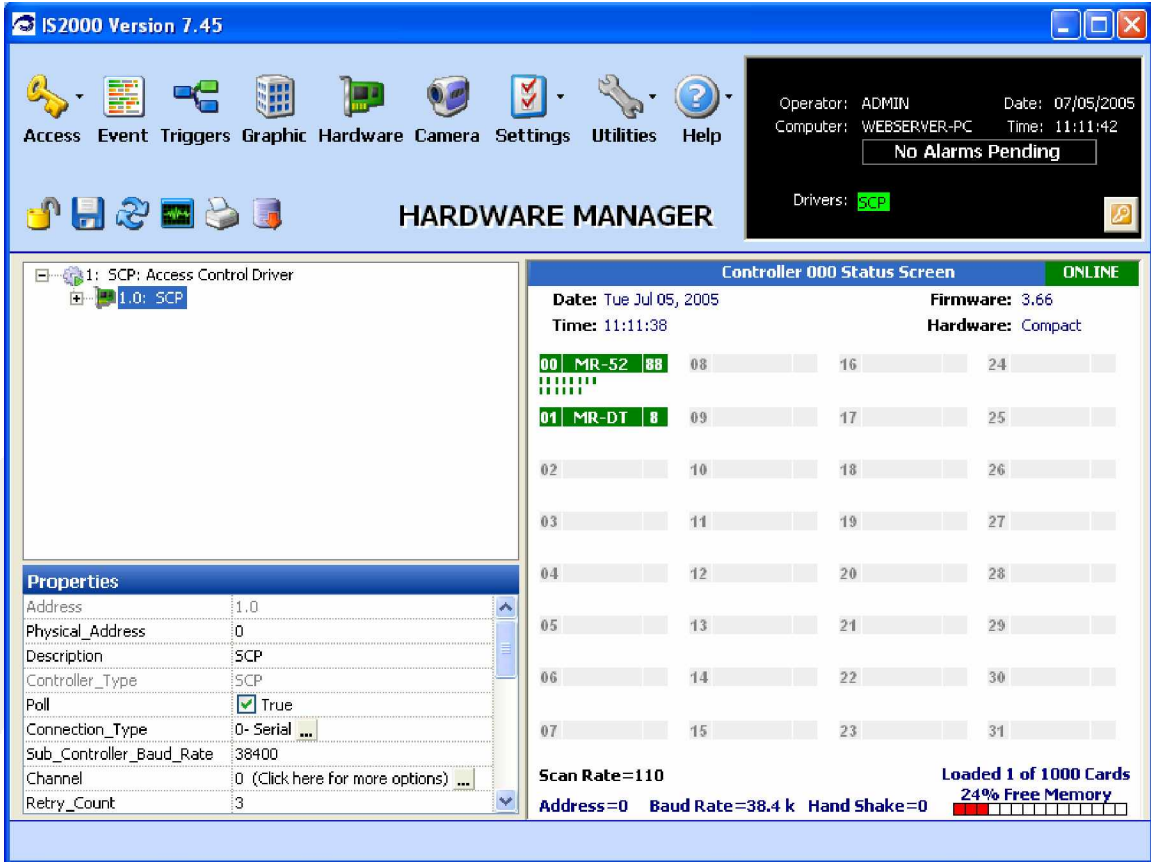 IS2000 Version 7.45
Access Event Triggers Graphic Hardware Camera Settings Utilities Help
Operator: ADMIN Date: 07/05/2005
Computer: WEBSERVER-PC Time: 11:11:42
No Alarms Pending
Drivers: SCP
HARDWARE MANAGER
1: SCP: Access Control Driver
1.0: SCP
Properties
Address 1.0
Physical_Address 0
Description SCP
Controller_Type SCP
Poll True
Connection_Type 0- Serial ...
Sub_Controller_Baud_Rate 38400
Channel 0 (Click here for more options) ...
Retry_Count 3
Controller 000 Status Screen ONLINE
Date: Tue Jul 05, 2005 Firmware: 3.66
Time: 11:11:38 Hardware: Compact
00 MR-52 88 08 16 24
01 MR-DT 8 09 17 25
02 10 18 26
03 11 19 27
04 12 20 28
05 13 21 29
06 14 22 30
07 15 23 31
Scan Rate=110 Loaded 1 of 1000 Cards
24% Free Memory
Address=0 Baud Rate=38.4 k Hand Shake=0